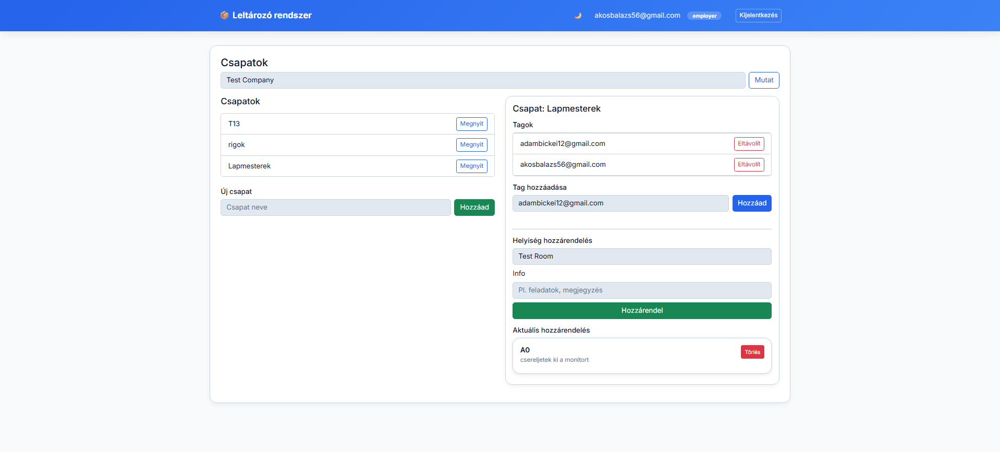 Leltározó rendszer
akosbalazs56@gmail.com
employer
Kijelentkezés
Csapatok
Test Company
Mutat
Csapatok
T13
Megnyit
rigok
Megnyit
Lapmesterek
Megnyit
Új csapat
Csapat neve
Hozzáad
Csapat: Lapmesterek
Tagok
adambickei12@gmail.com
Eltávolít
akosbalazs56@gmail.com
Eltávolít
Tag hozzáadása
adambickei12@gmail.com
Hozzáad
Helyiség hozzárendelés
Test Room
Info
Pl. feladatok, megjegyzés
Hozzárendel
Aktuális hozzárendelés
A0
Törlés
csereljetek ki a monitort